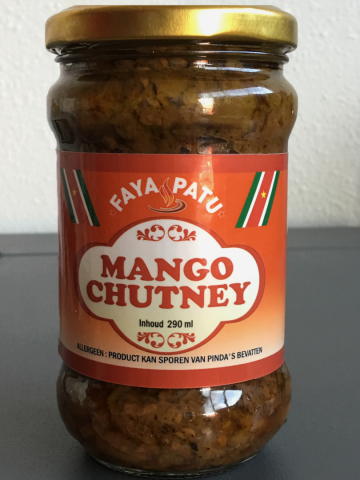 FAYA PATU
MANGO
CHUTNEY
Inhoud 290 ml
ALLERGEEN : PRODUCT KAN SPOREN VAN PINDA'S BEVATTEN